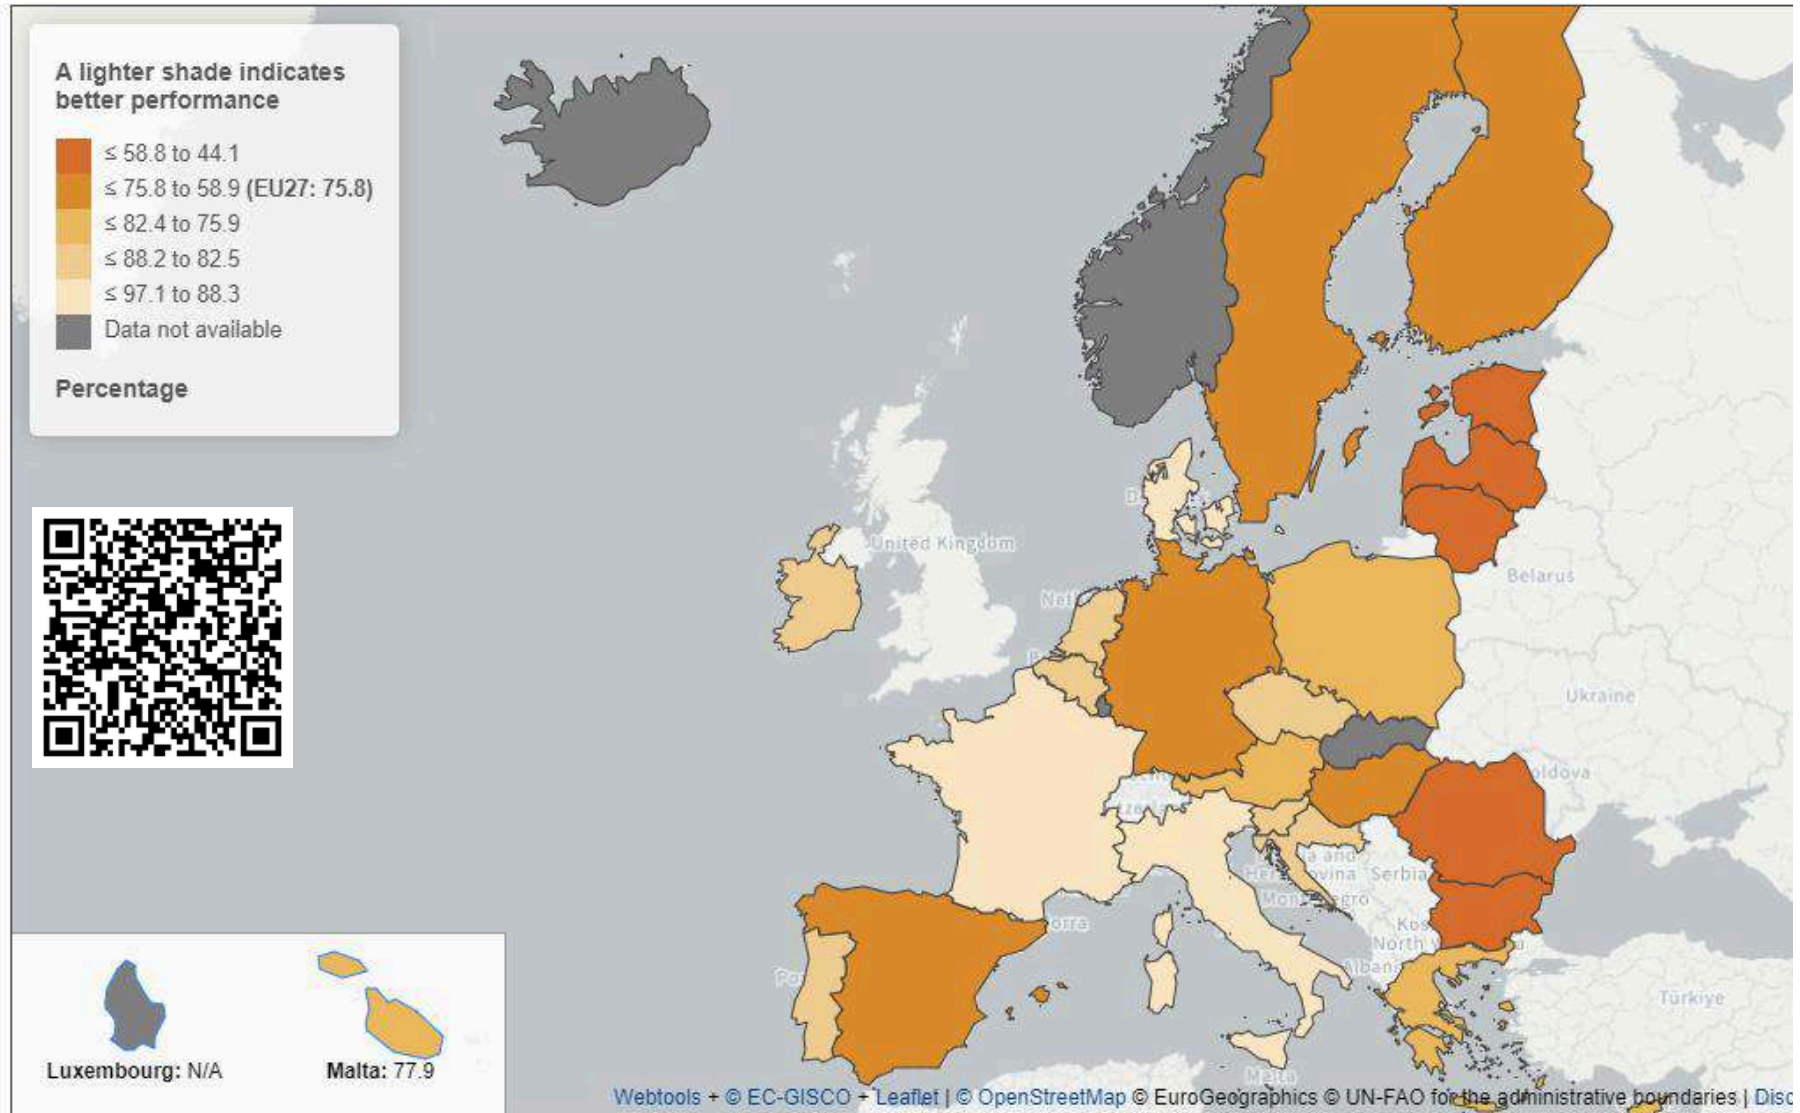 A lighter shade indicates
better performance
≤ 58.8 to 44.1
≤ 75.8 to 58.9 (EU27: 75.8)
≤ 82.4 to 75.9
≤ 88.2 to 82.5
≤ 97.1 to 88.3
Data not available
Percentage
United Kingdom
Belarus
Ukraine
oldova
Serbia
Türkiye
Malta
Luxembourg: N/A
Malta: 77.9
Webtools + © EC-GISCO + Leaflet | © OpenStreetMap © EuroGeographics © UN-FAO for the administrative boundaries | Disc